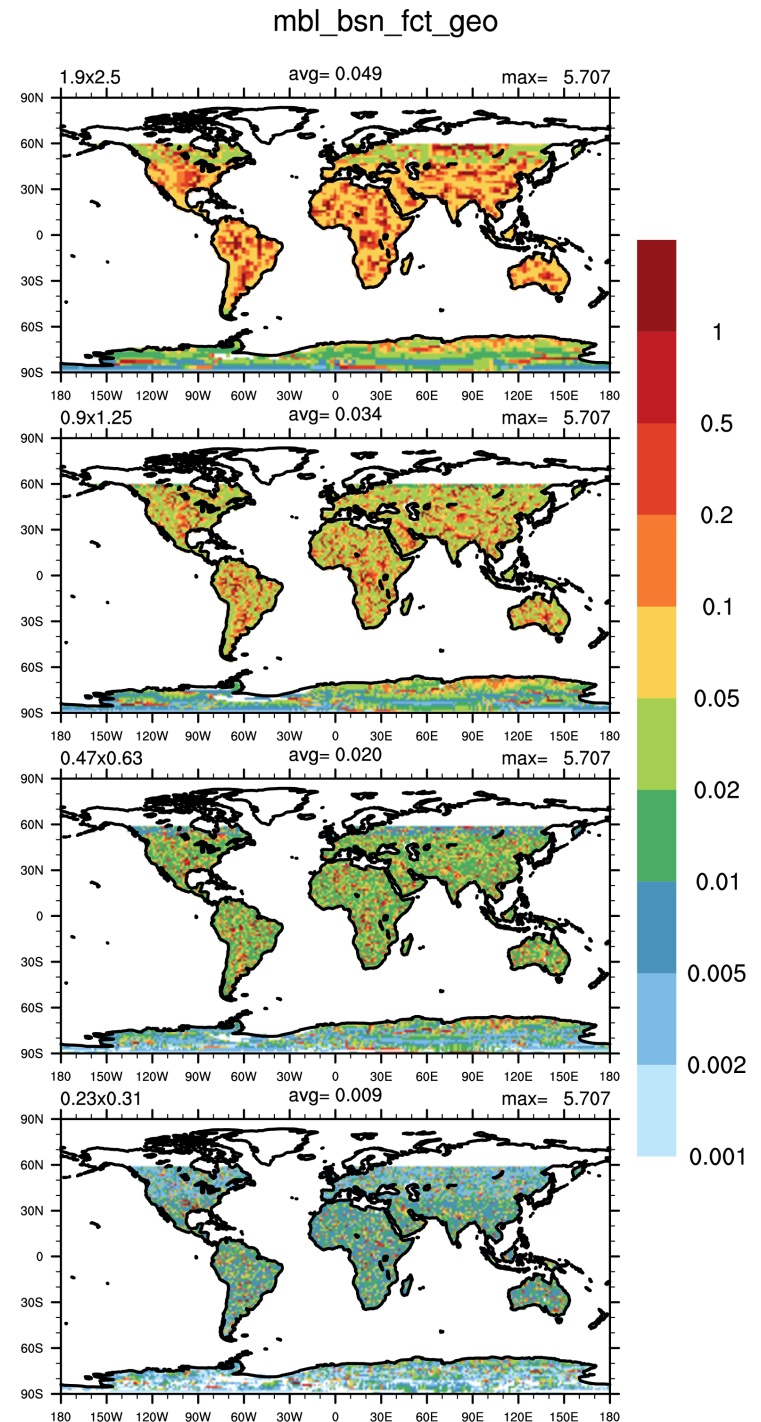 mbl_bsn_fct_geo
1.9x2.5 avg= 0.049 max= 5.707
90N
60N
30N
0
30S
60S
90S
180 150W 120W 90W 60W 30W 0 30E 60E 90E 120E 150E 180
0.9x1.25 avg= 0.034 max= 5.707
90N
60N
30N
0
30S
60S
90S
180 150W 120W 90W 60W 30W 0 30E 60E 90E 120E 150E 180
0.47x0.63 avg= 0.020 max= 5.707
90N
60N
30N
0
30S
60S
90S
180 150W 120W 90W 60W 30W 0 30E 60E 90E 120E 150E 180
0.23x0.31 avg= 0.009 max= 5.707
90N
60N
30N
0
30S
60S
90S
180 150W 120W 90W 60W 30W 0 30E 60E 90E 120E 150E 180
1
0.5
0.2
0.1
0.05
0.02
0.01
0.005
0.002
0.001